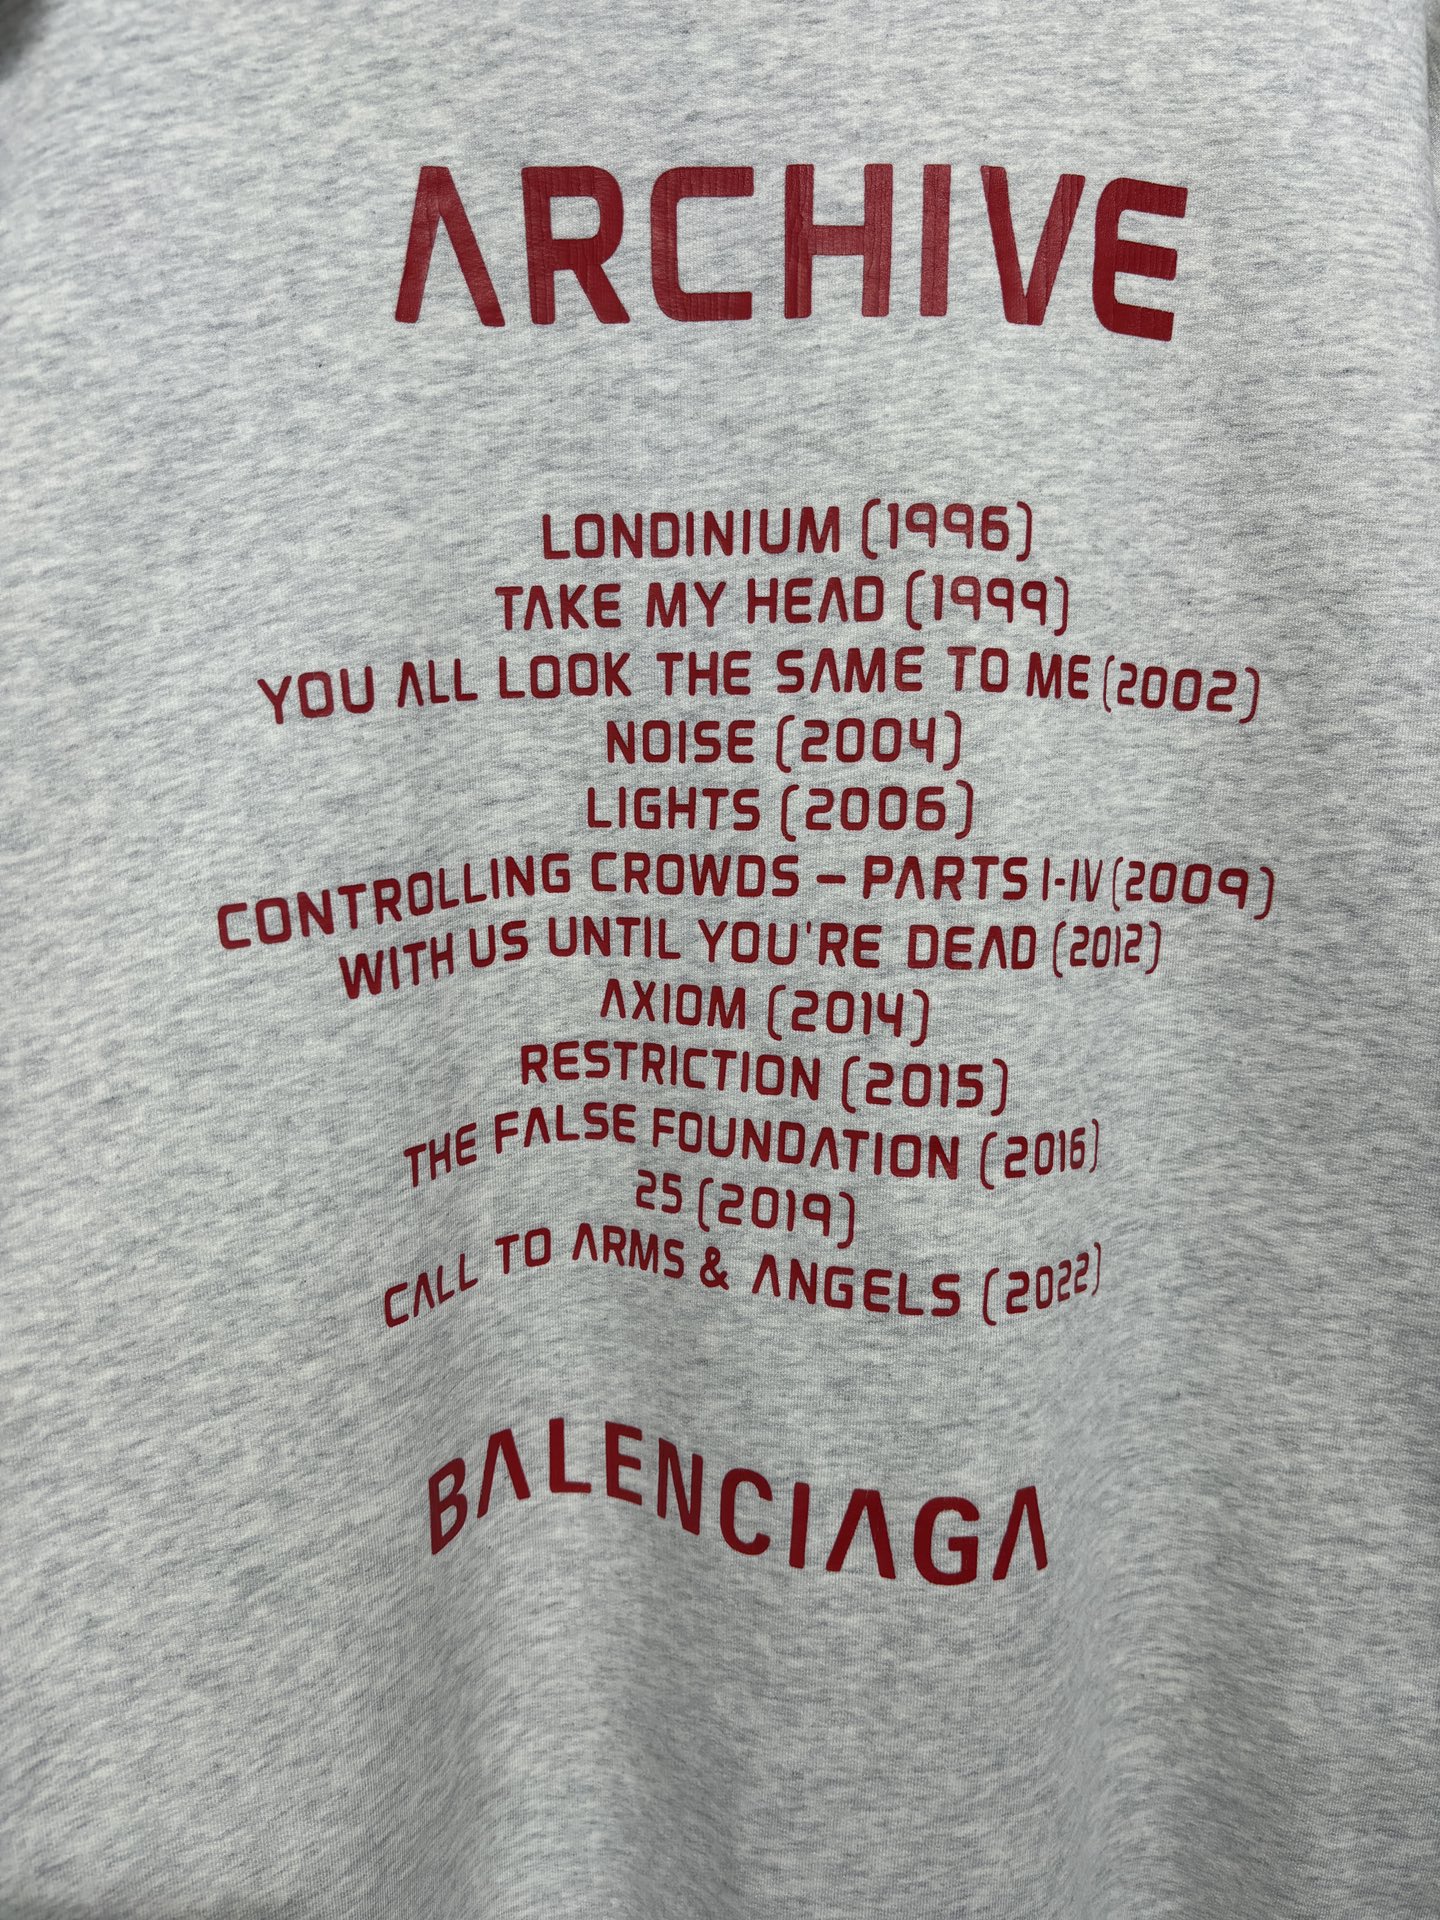 ARCHIVE
LONDINIUM (1996)
TAKE MY HEAD (1999)
YOU ALL LOOK THE SAME TO ME (2002)
NOISE (2004)
LIGHTS (2006)
CONTROLLING CROWDS – PARTS I-IV (2009)
WITH US UNTIL YOU'RE DEAD (2012)
AXIOM (2014)
RESTRICTION (2015)
THE FALSE FOUNDATION (2016)
25 (2019)
CALL TO ARMS & ANGELS (2022)
BALENCIAGA